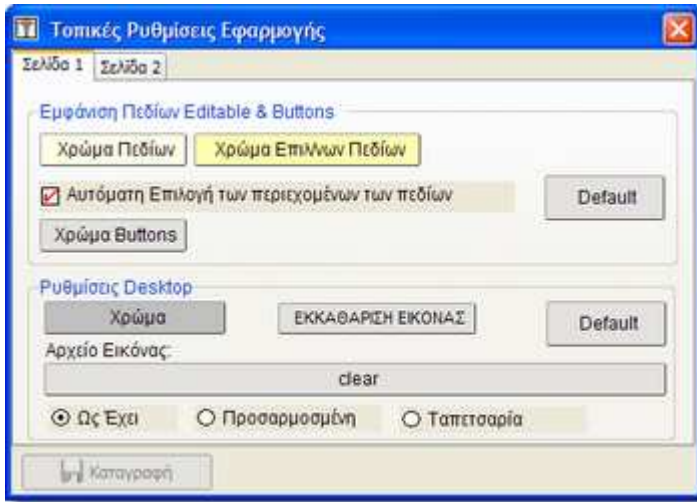 Τοπικές Ρυθμίσεις Εφαρμογής
Σελίδα 1 Σελίδα 2
Εμφάνιση Πεδίων Editable & Buttons
Χρώμα Πεδίων Χρώμα Επιλ/νων Πεδίων
Αυτόματη Επιλογή των περιεχομένων των πεδίων Default
Χρώμα Buttons
Ρυθμίσεις Desktop
Χρώμα ΕΚΚΑΘΑΡΙΣΗ ΕΙΚΟΝΑΣ Default
Αρχείο Εικόνας:
clear
Ως Έχει Προσαρμοσμένη Ταπετσαρία
Καταγραφή